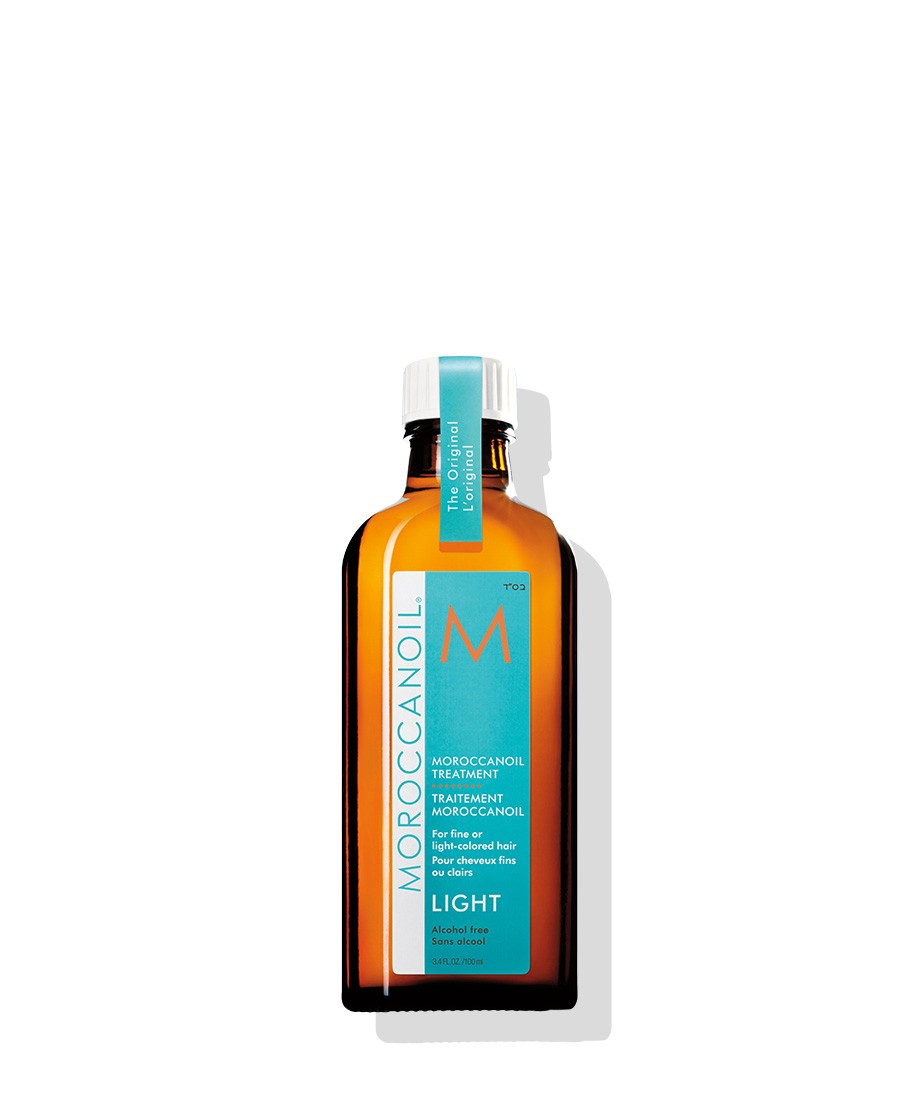 The Original
L'original
כ.ס.ד
M
MOROCCANOIL®
MOROCCANOIL
TREATMENT
TRAITEMENT
MOROCCANOIL
For fine or
light-colored hair
Pour cheveux fins
ou clairs
LIGHT
Alcohol free
Sans alcool
3.4 FL.OZ./100 ml